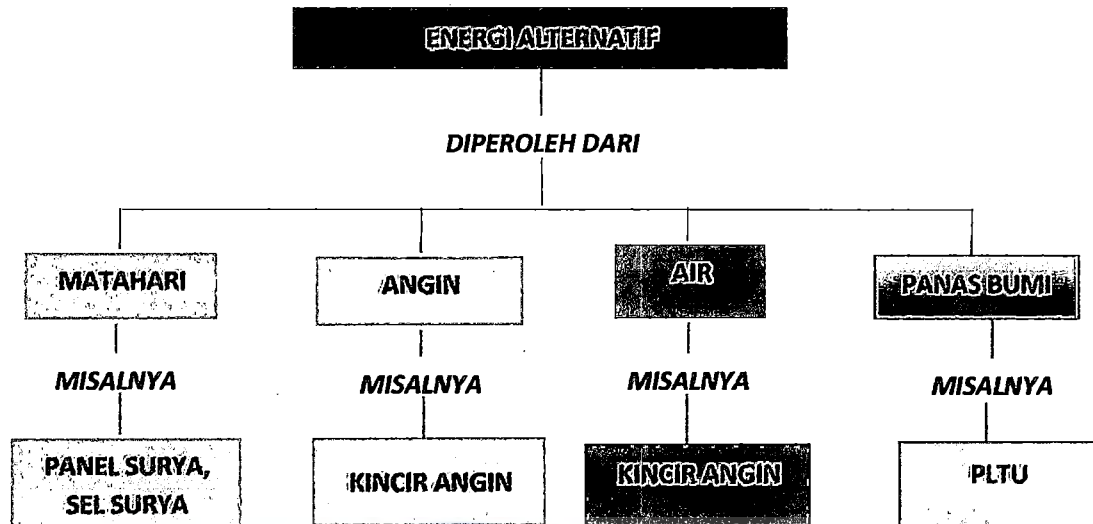 ENERGI ALTERNATIF
DIPEROLEH DARI
MATAHARI
ANGIN
AIR
PANAS BUMI
MISALNYA
MISALNYA
MISALNYA
MISALNYA
PANEL SURYA,
SEL SURYA
KINCIR ANGIN
KINCIR ANGIN
PLTU